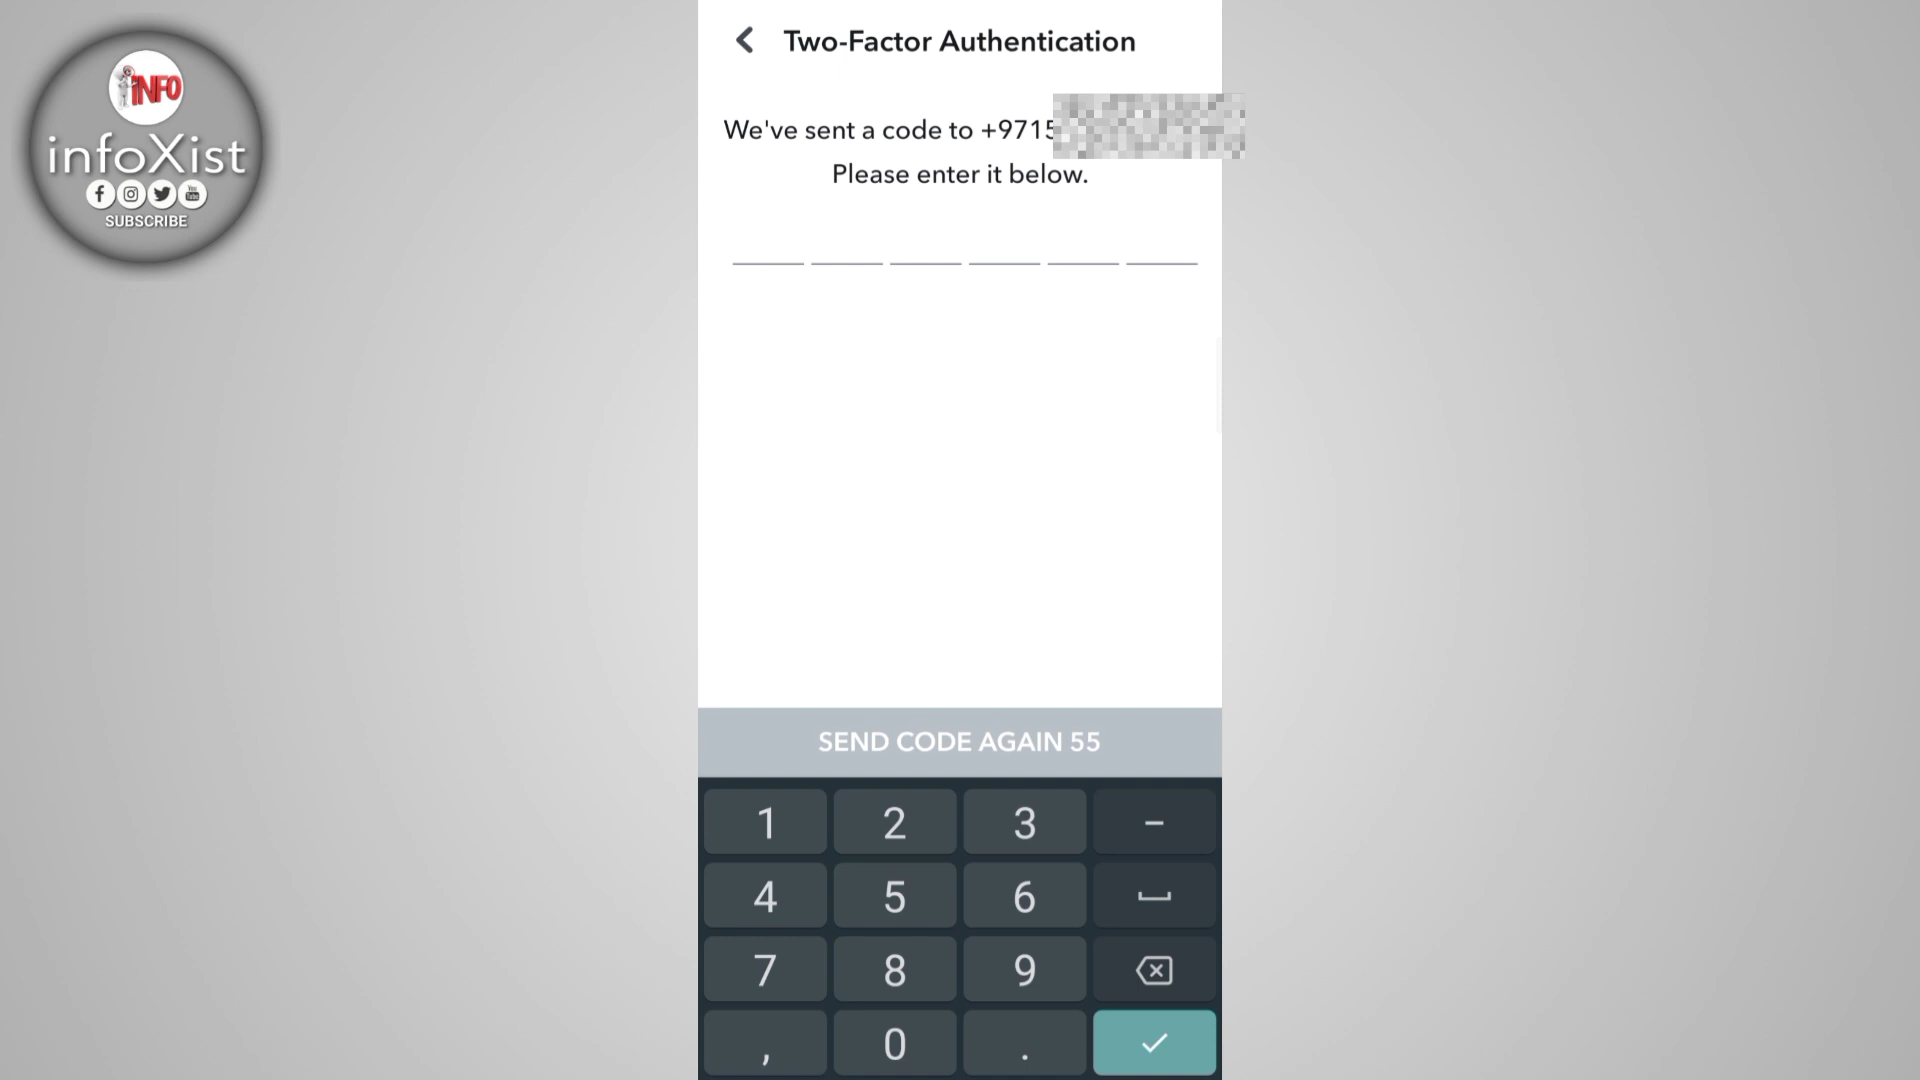 INFO
infoXist
SUBSCRIBE
Two-Factor Authentication
We've sent a code to +9715
Please enter it below.
SEND CODE AGAIN 55
1 2 3 –
4 5 6
7 8 9
, 0 .